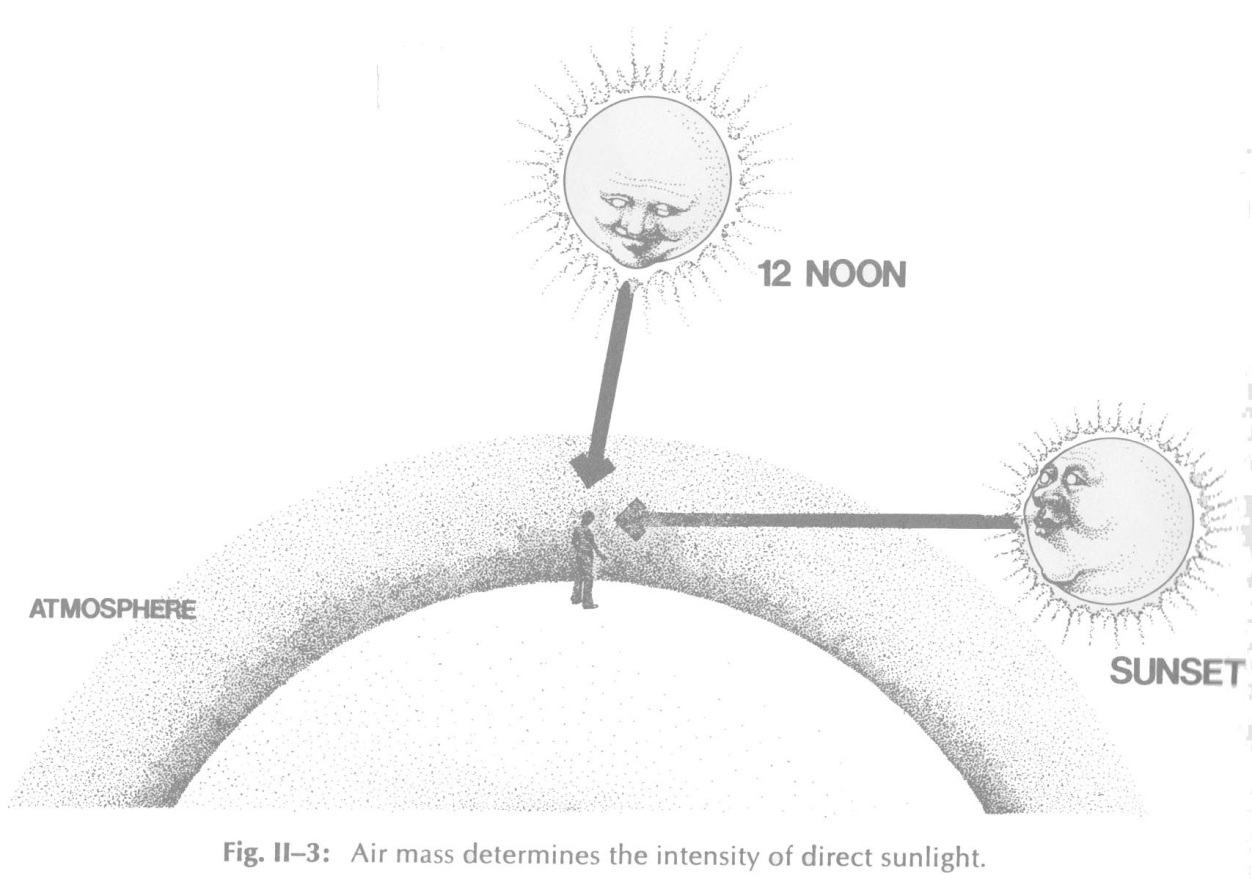 12 NOON
ATMOSPHERE
SUNSET
Fig. II–3: Air mass determines the intensity of direct sunlight.